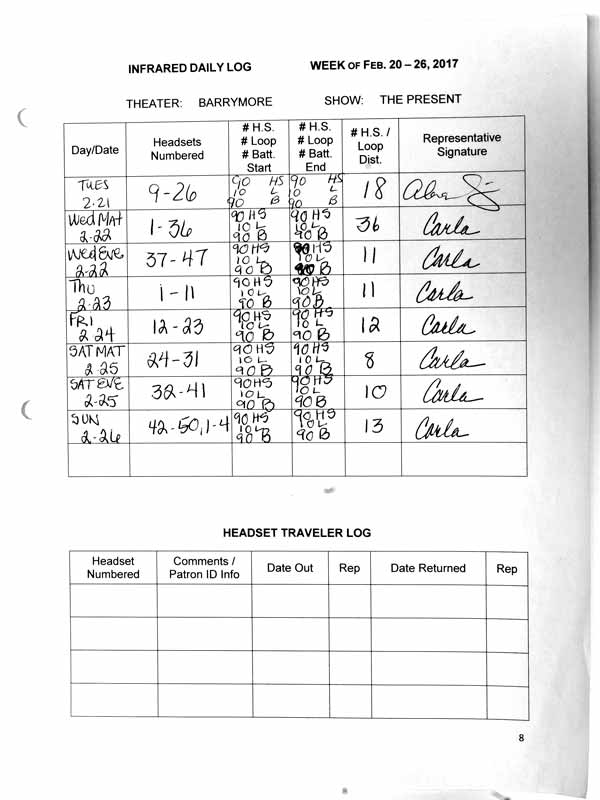 INFRARED DAILY LOG WEEK OF FEB. 20 – 26, 2017
THEATER: BARRYMORE SHOW: THE PRESENT
Day/Date Headsets Numbered # H.S. # Loop # Batt. Start # H.S. # Loop # Batt. End # H.S. / Loop Dist. Representative Signature
TUES 2.21 9-26 90 HS 10 L 90 B 90 HS 10 L 90 B 18
Wed MAT 2-22 1-36 90 HS 10 L 90 B 90 HS 10 L 90 B 36 Carla
Wed EVE 2-22 37-47 90 HS 10 L 90 B 90 HS 10 L 90 B 11 Carla
Thu 2-23 1-11 90 HS 10 L 90 B 90 HS 10 L 90 B 11 Carla
FRI 2 24 12-23 90 HS 10 L 90 B 90 HS 10 L 90 B 12 Carla
SAT MAT 2-25 24-31 90 HS 10 L 90 B 90 HS 10 L 90 B 8 Carla
SAT EVE 2-25 32-41 90 HS 10 L 90 B 90 HS 10 L 90 B 10 Carla
SUN 2-26 42-50, 1-4 90 HS 10 L 90 B 90 HS 10 L 90 B 13 Carla
HEADSET TRAVELER LOG
Headset Numbered Comments / Patron ID Info Date Out Rep Date Returned Rep
8